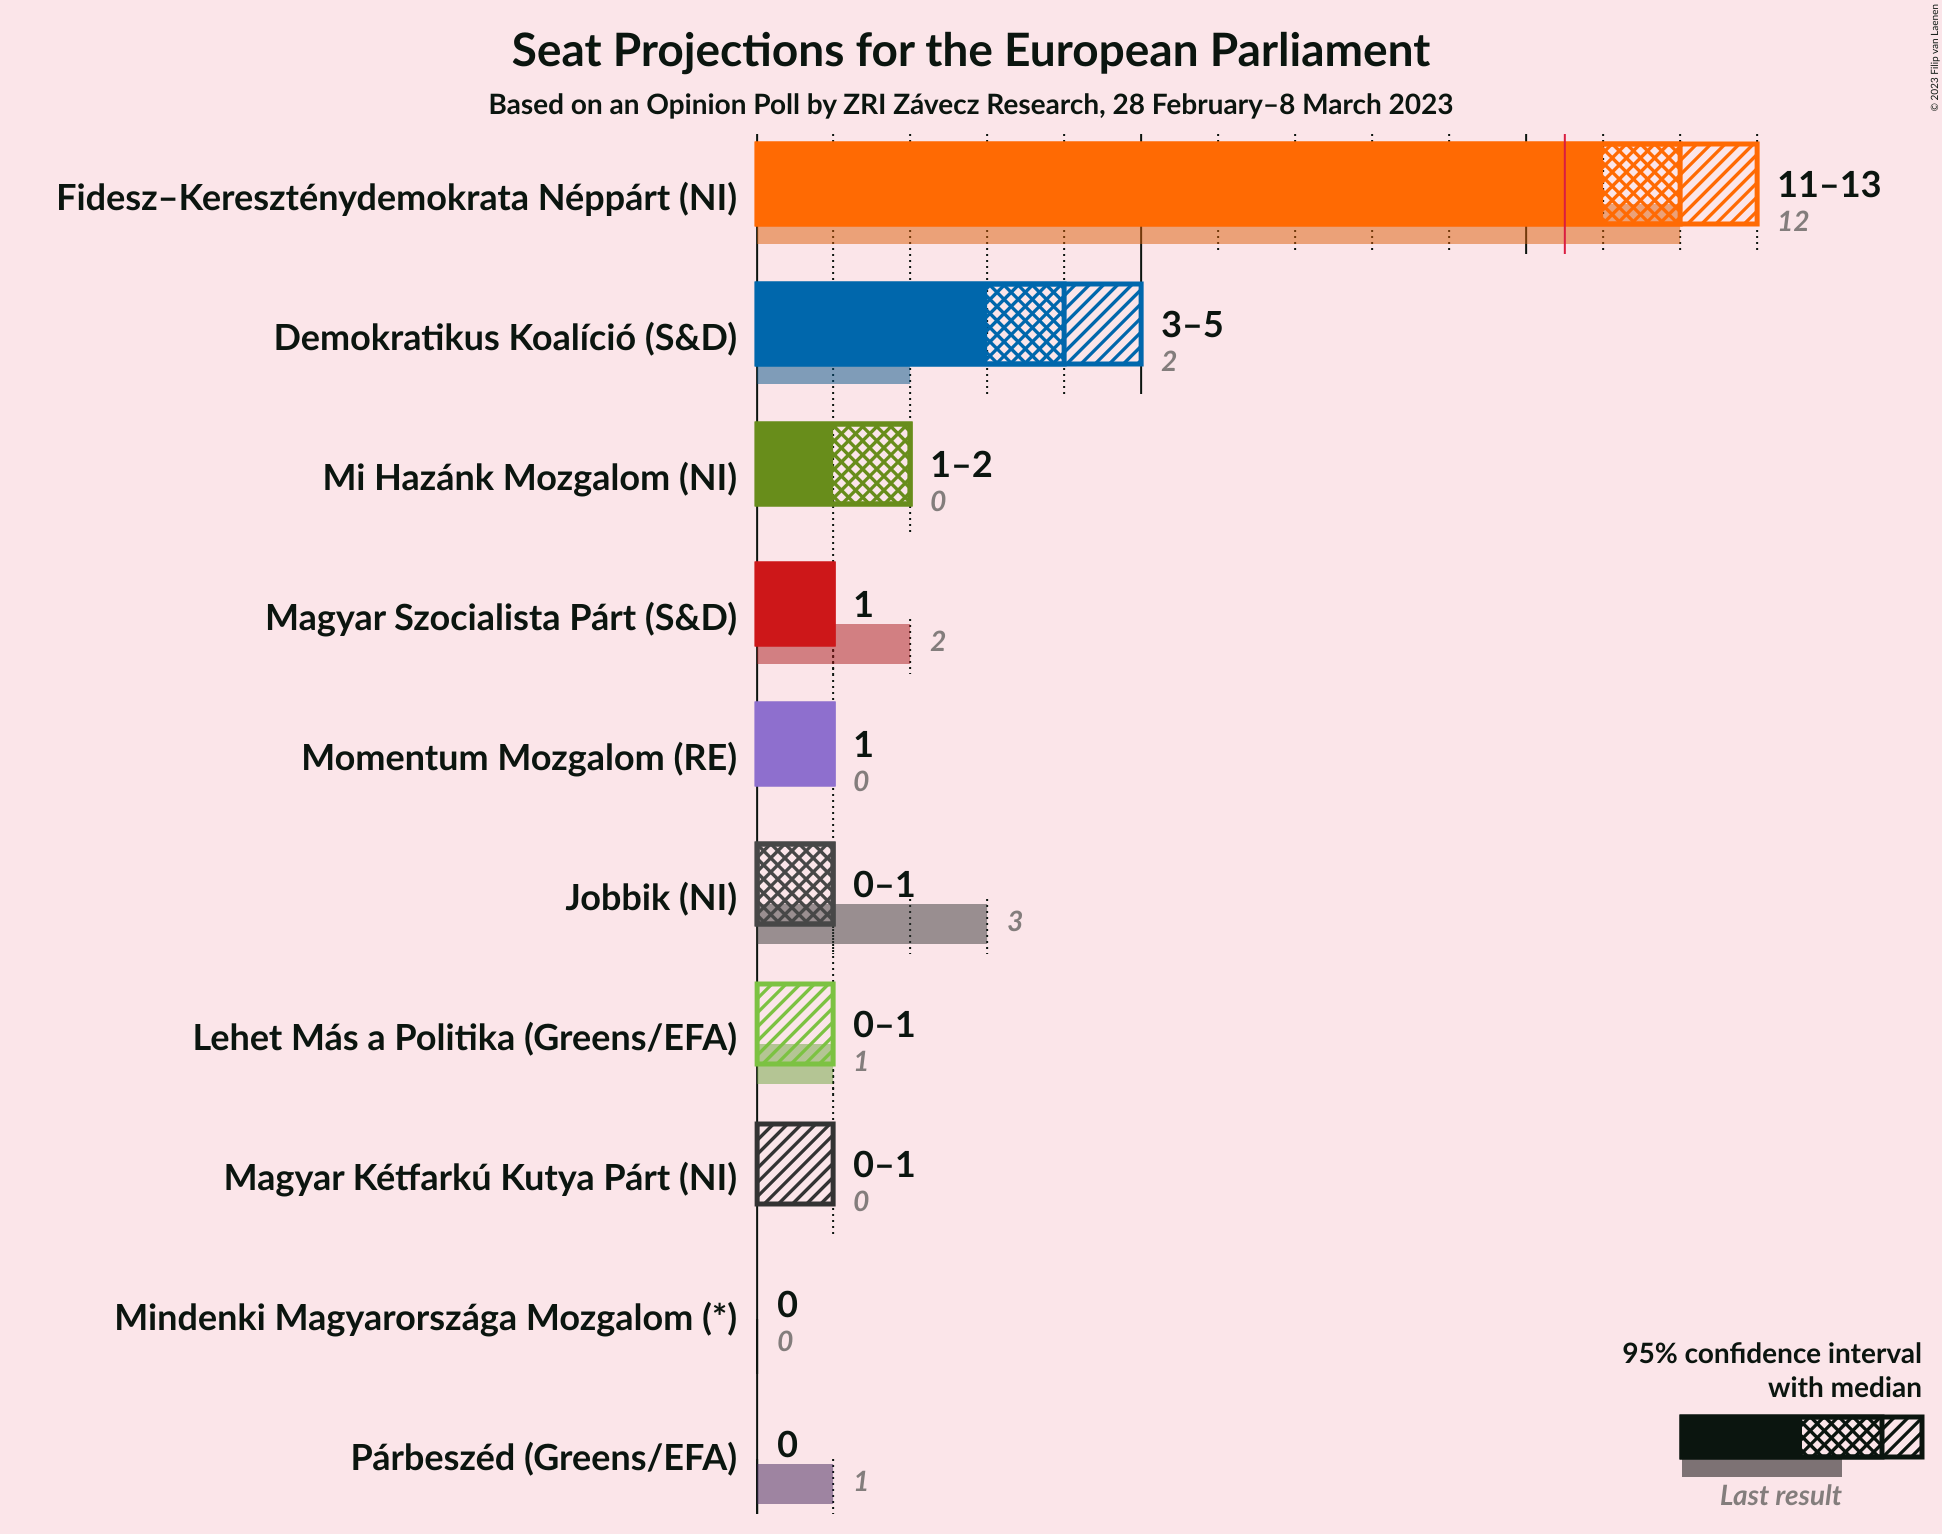 Seat Projections for the European Parliament
Based on an Opinion Poll by ZRI Závecz Research, 28 February–8 March 2023
© 2023 Filip van Laenen
Fidesz–Kereszténydemokrata Néppárt (NI)
11–13
12
Demokratikus Koalíció (S&D)
3–5
2
Mi Hazánk Mozgalom (NI)
1–2
0
Magyar Szocialista Párt (S&D)
1
2
Momentum Mozgalom (RE)
1
0
Jobbik (NI)
0–1
3
Lehet Más a Politika (Greens/EFA)
0–1
1
Magyar Kétfarkú Kutya Párt (NI)
0–1
0
Mindenki Magyarországa Mozgalom (*)
0
0
Párbeszéd (Greens/EFA)
0
1
95% confidence interval
with median
Last result